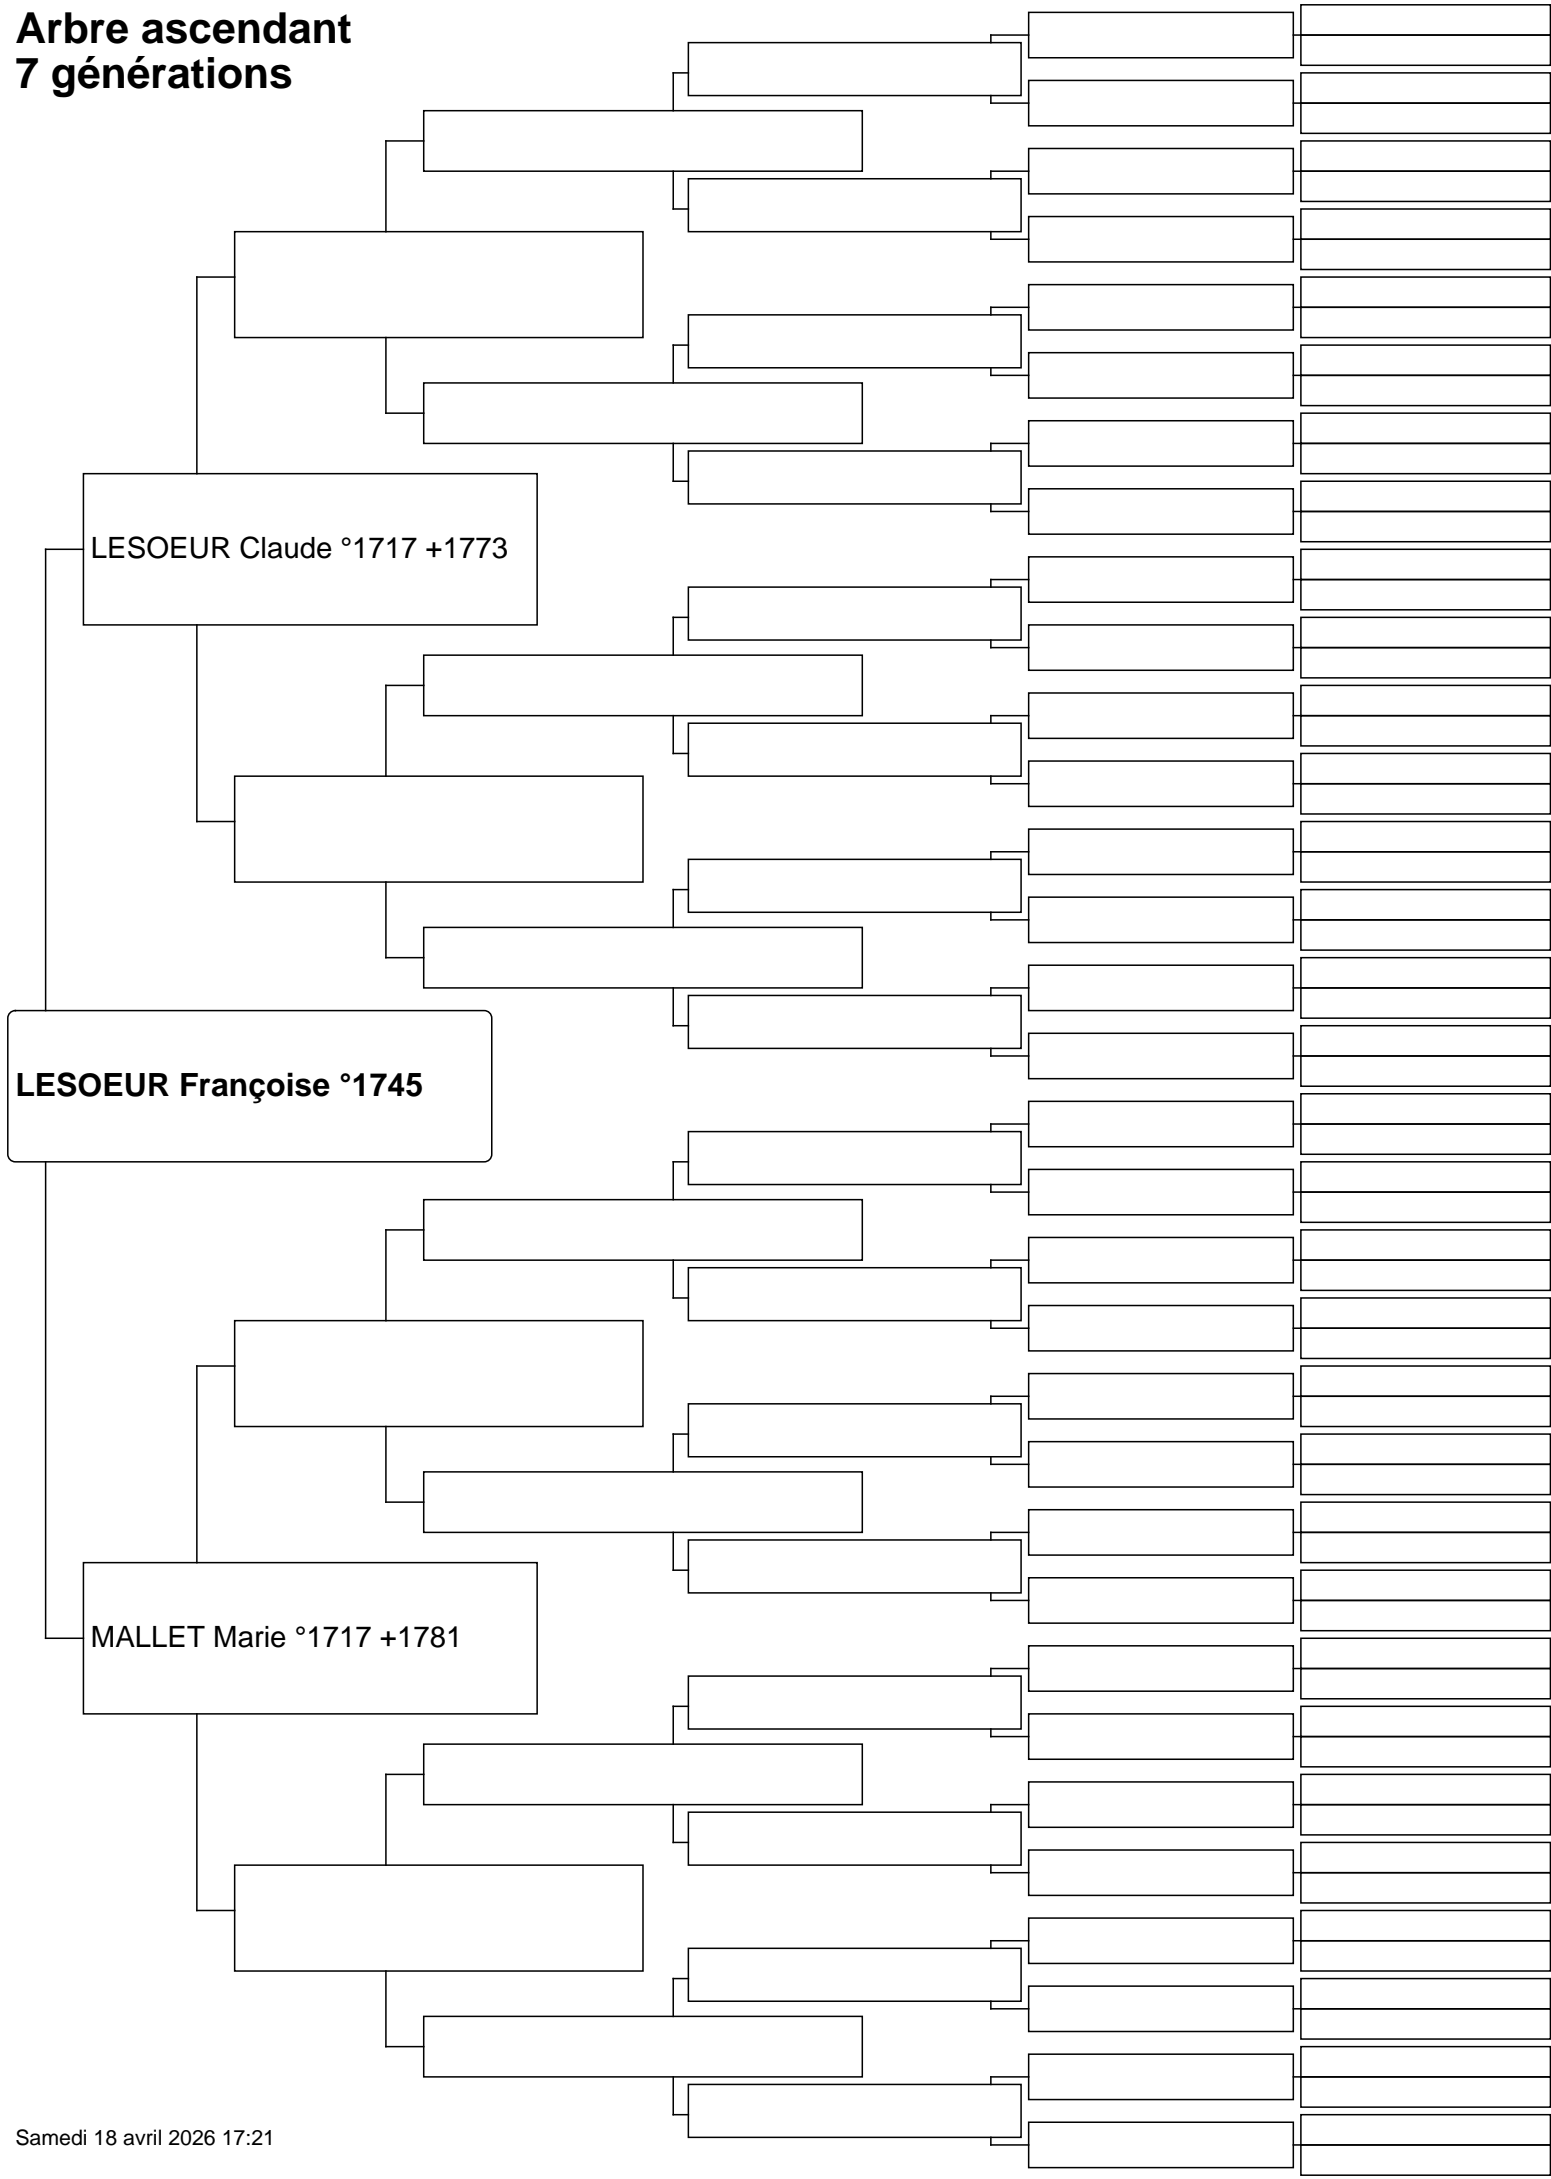 Arbre ascendant
7 générations
LESOEUR Claude °1717 +1773
LESOEUR Françoise °1745
MALLET Marie °1717 +1781
Samedi 18 avril 2026 17:21